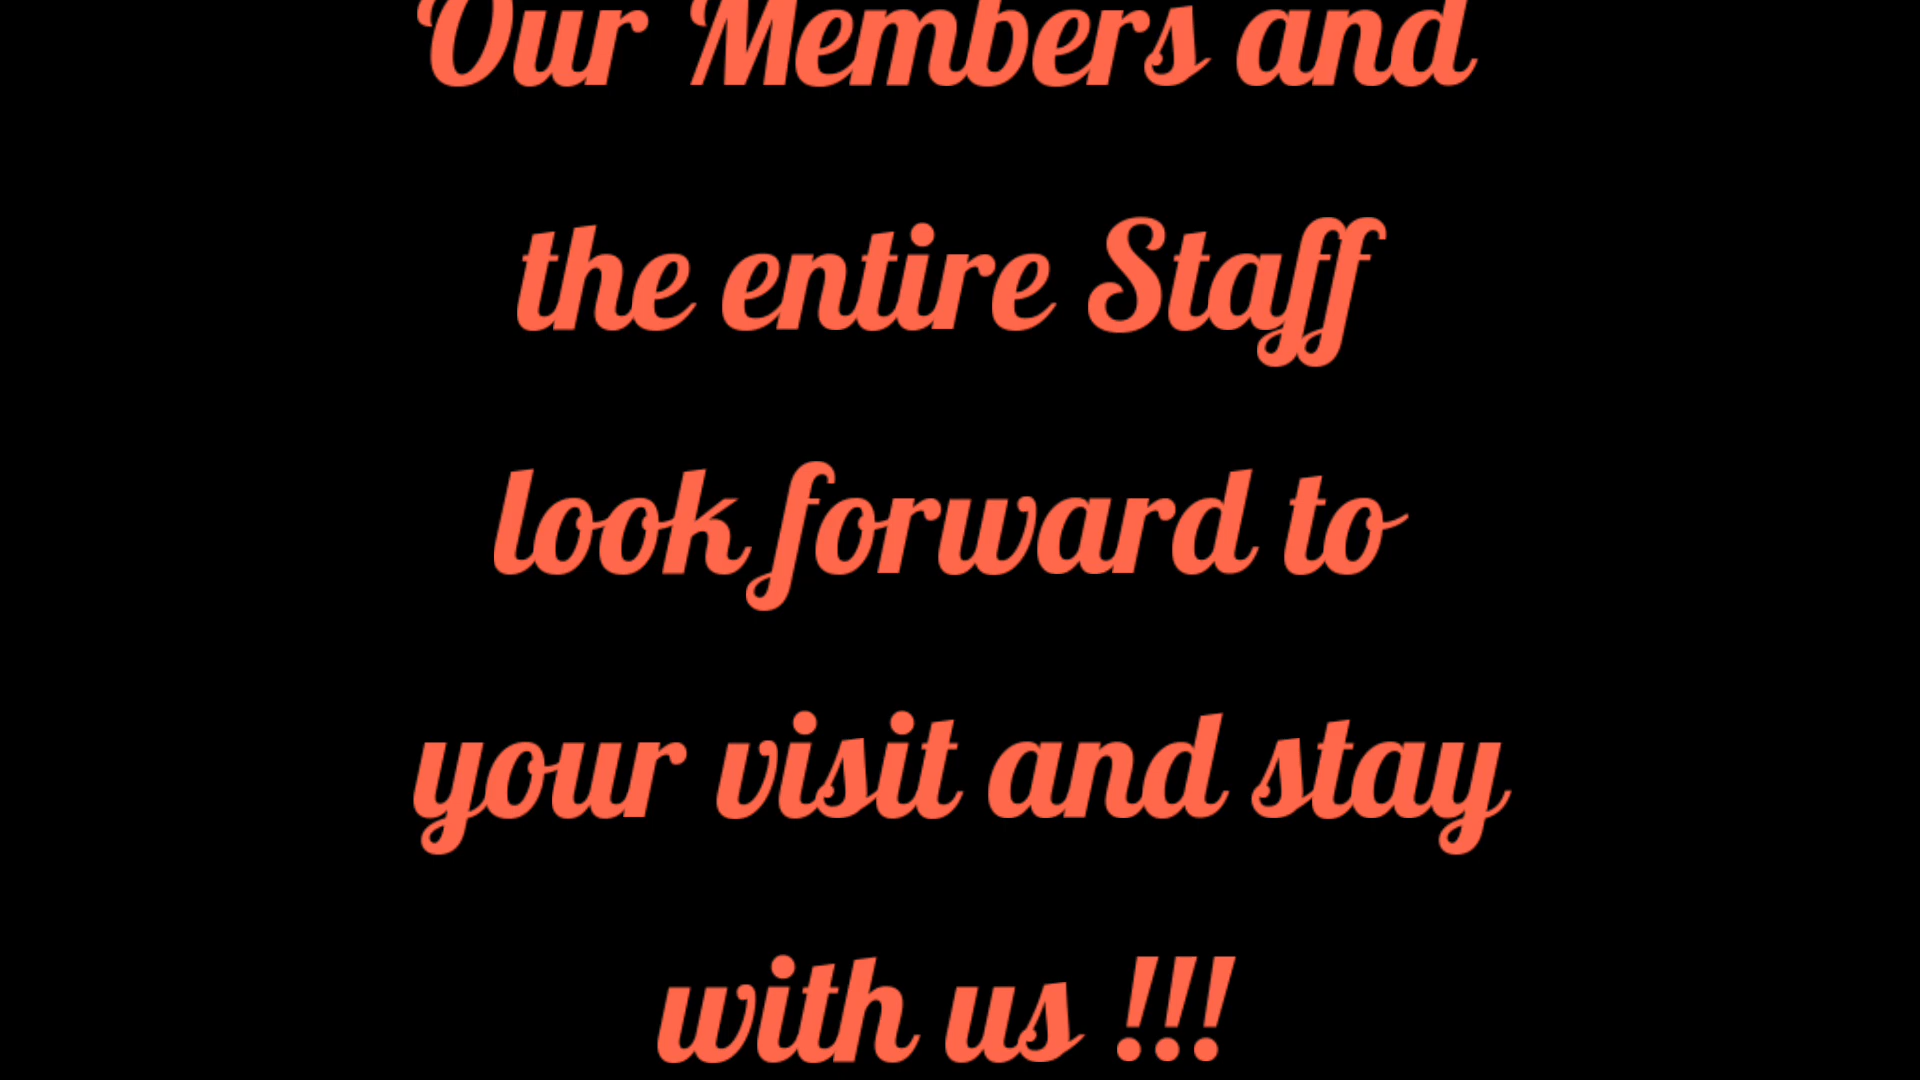 Our Members and
the entire Staff
look forward to
your visit and stay
with us !!!